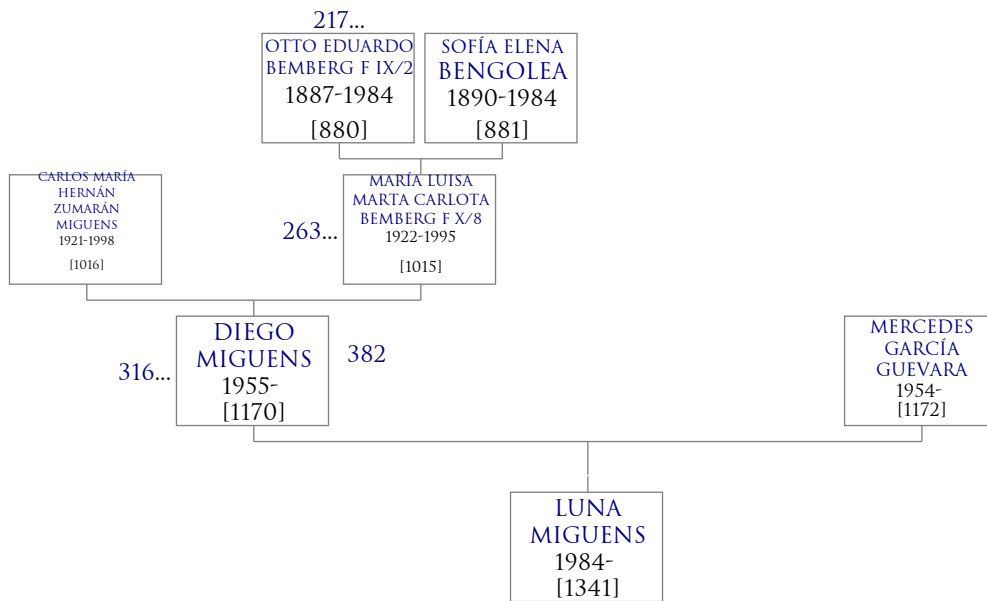 217...
OTTO EDUARDO
BEMBERG F IX/2
1887-1984
[880]
SOFÍA ELENA
BENGOLEA
1890-1984
[881]
CARLOS MARÍA
HERNÁN
ZUMARÁN
MIGUENS
1921-1998
[1016]
263...
MARÍA LUISA
MARTA CARLOTA
BEMBERG F X/8
1922-1995
[1015]
316...
DIEGO
MIGUENS
1955-
[1170]
382
MERCEDES
GARCÍA
GUEVARA
1954-
[1172]
LUNA
MIGUENS
1984-
[1341]